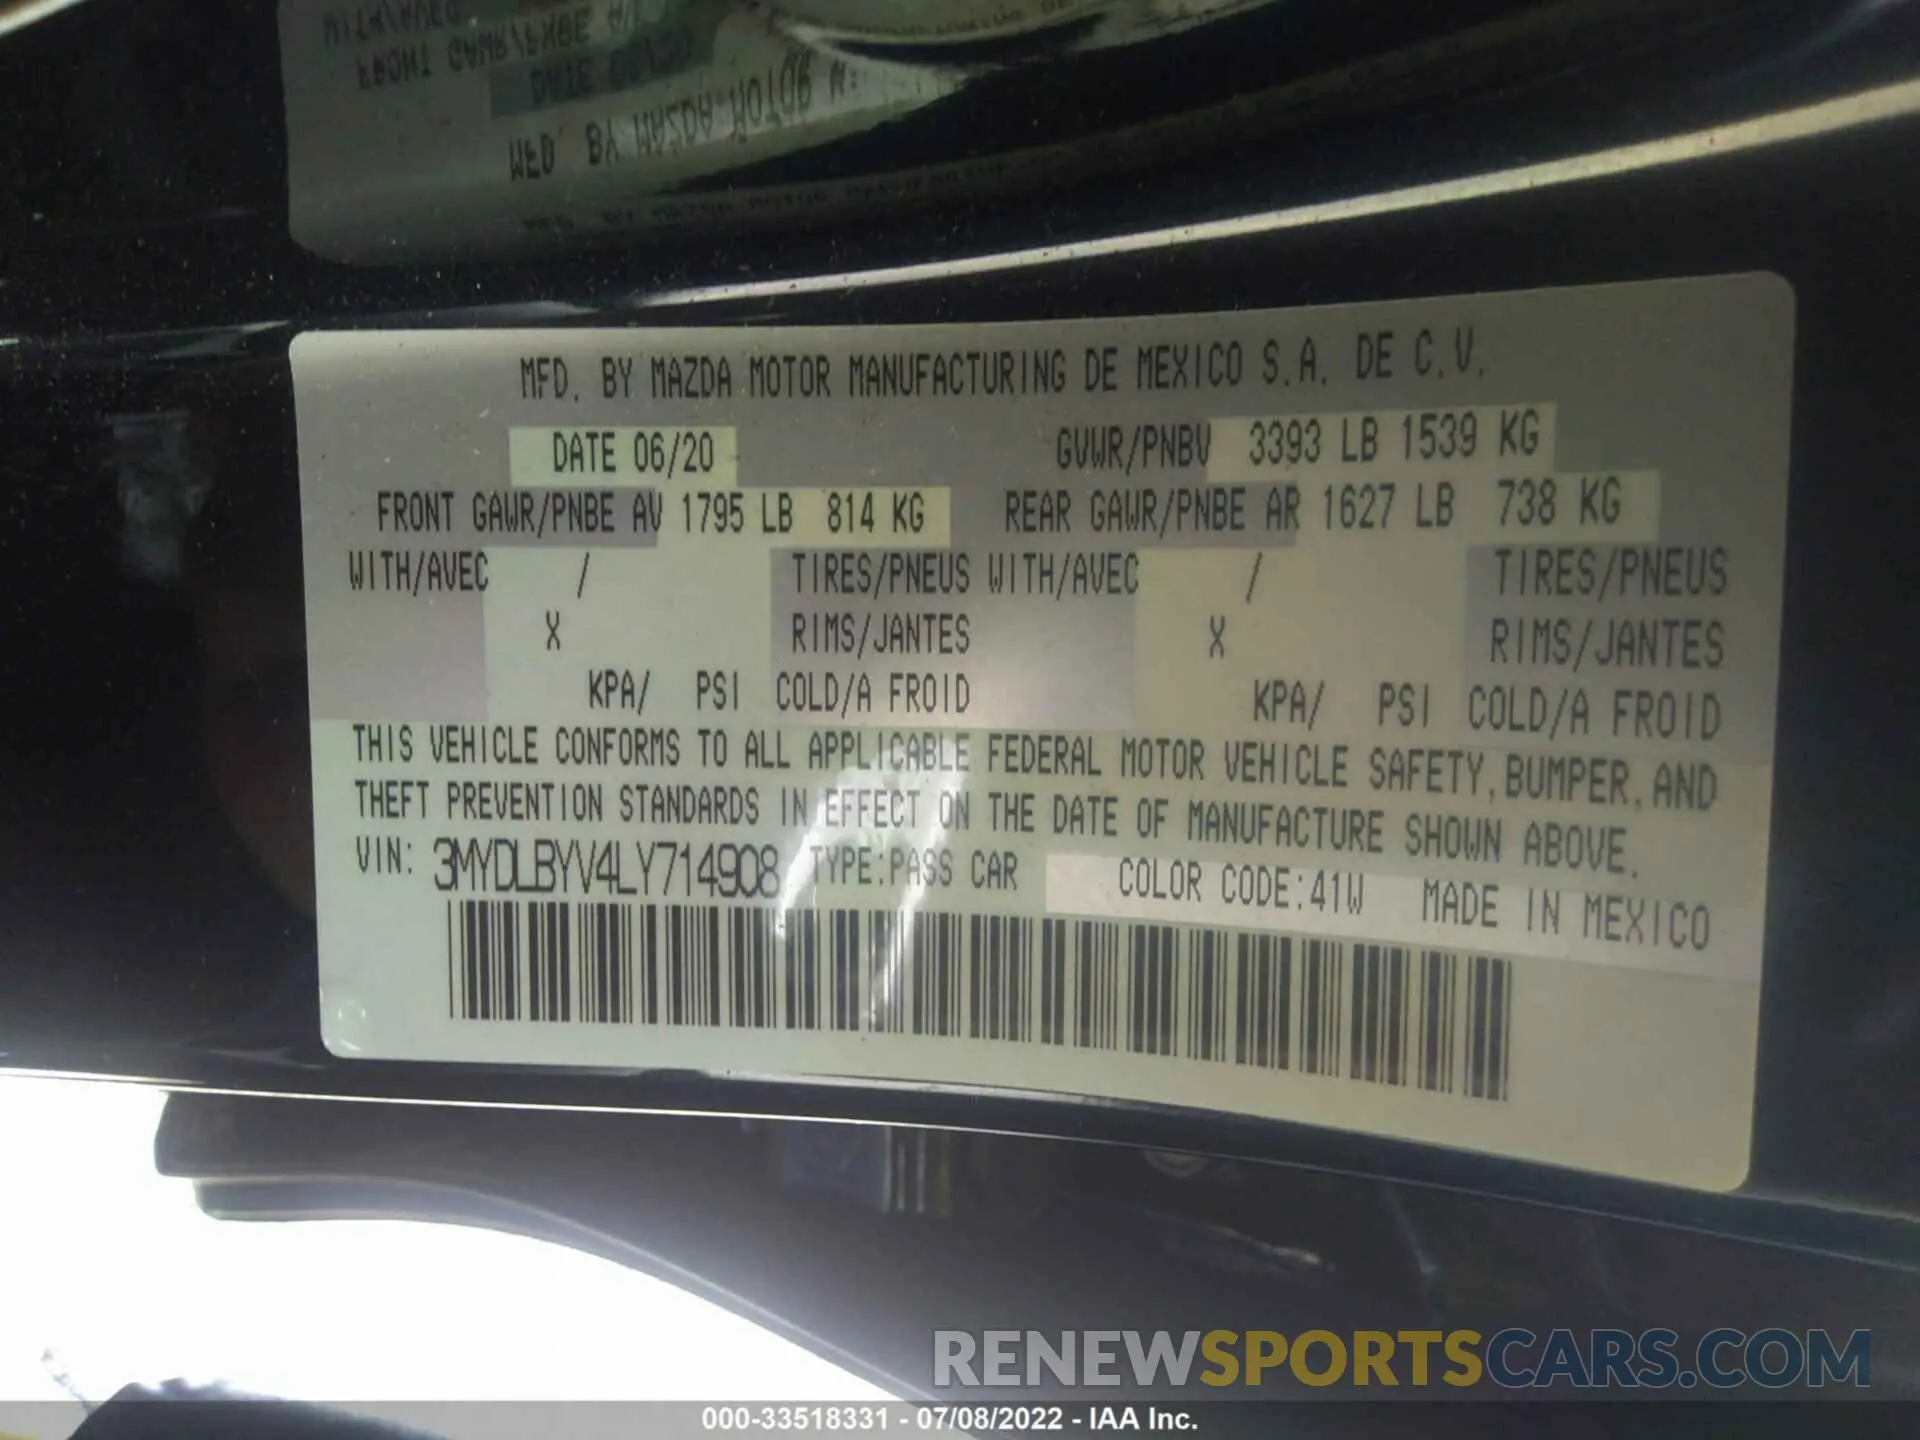 MFD. BY MAZDA MOTOR MANUFACTURING DE MEXICO S.A. DE C.V.
DATE 06/20 GVWR/PNBV 3393 LB 1539 KG
FRONT GAWR/PNBE AV 1795 LB 814 KG REAR GAWR/PNBE AR 1627 LB 738 KG
WITH/AVEC / TIRES/PNEUS WITH/AVEC / TIRES/PNEUS
X RIMS/JANTES X RIMS/JANTES
KPA/ PSI COLD/A FROID KPA/ PSI COLD/A FROID
THIS VEHICLE CONFORMS TO ALL APPLICABLE FEDERAL MOTOR VEHICLE SAFETY, BUMPER, AND
THEFT PREVENTION STANDARDS IN EFFECT ON THE DATE OF MANUFACTURE SHOWN ABOVE.
VIN: 3MYDLBYV4LY714908 TYPE:PASS CAR COLOR CODE:41W MADE IN MEXICO
RENEWSPORTSCARS.COM
000-33518331 - 07/08/2022 - IAA Inc.